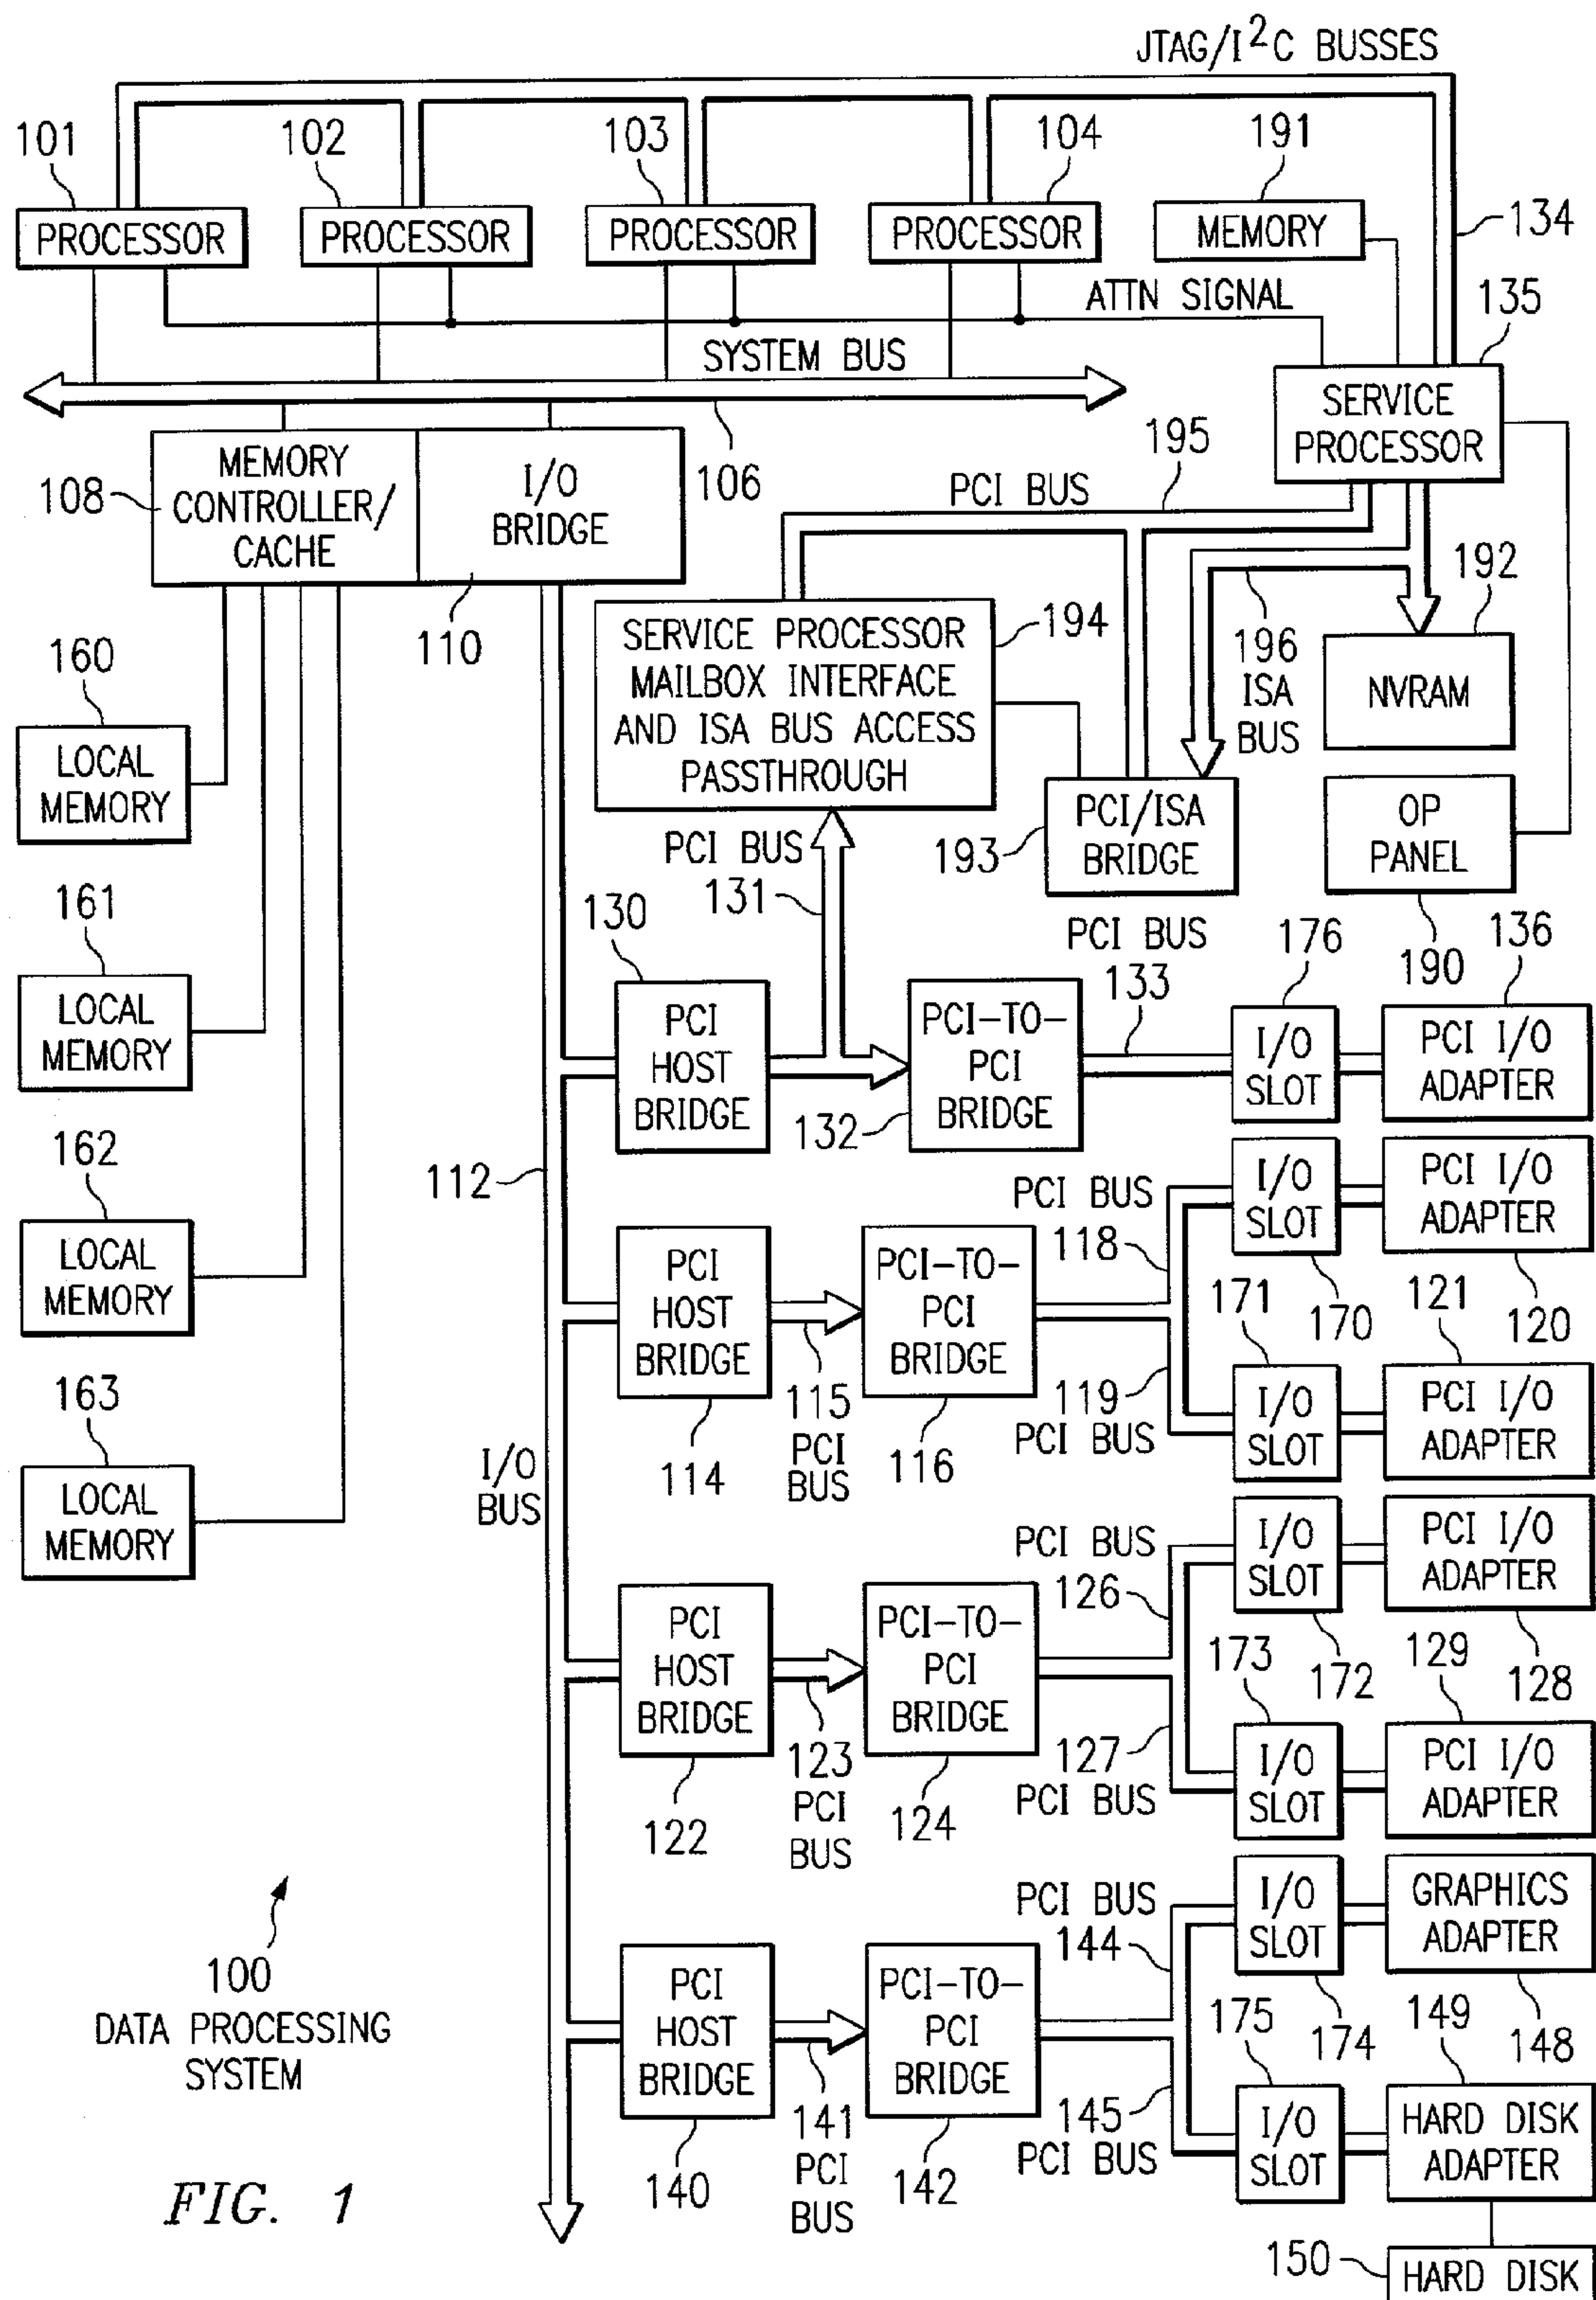 JTAG/I²C BUSSES
101
102
103
104
191
PROCESSOR
PROCESSOR
PROCESSOR
PROCESSOR
MEMORY
134
ATTN SIGNAL
135
SYSTEM BUS
SERVICE
PROCESSOR
108
MEMORY
CONTROLLER/
CACHE
I/O
BRIDGE
106
195
PCI BUS
110
192
160
SERVICE PROCESSOR
MAILBOX INTERFACE
AND ISA BUS ACCESS
PASSTHROUGH
194
196
ISA
BUS
NVRAM
LOCAL
MEMORY
PCI BUS
131
193
PCI/ISA
BRIDGE
OP
PANEL
190
161
LOCAL
MEMORY
130
PCI
HOST
BRIDGE
132
PCI-TO-
PCI
BRIDGE
PCI BUS
133
176
I/O
SLOT
136
PCI I/O
ADAPTER
162
LOCAL
MEMORY
112
PCI
HOST
BRIDGE
114
115
PCI
BUS
PCI-TO-
PCI
BRIDGE
116
PCI BUS
118
I/O
SLOT
170
PCI I/O
ADAPTER
120
119
PCI BUS
171
I/O
SLOT
121
PCI I/O
ADAPTER
163
LOCAL
MEMORY
I/O
BUS
PCI
HOST
BRIDGE
122
123
PCI
BUS
PCI-TO-
PCI
BRIDGE
124
PCI BUS
126
I/O
SLOT
172
PCI I/O
ADAPTER
128
127
PCI BUS
173
I/O
SLOT
129
PCI I/O
ADAPTER
100
DATA PROCESSING
SYSTEM
PCI
HOST
BRIDGE
140
141
PCI
BUS
PCI-TO-
PCI
BRIDGE
142
PCI BUS
144
I/O
SLOT
174
GRAPHICS
ADAPTER
148
145
PCI BUS
175
I/O
SLOT
149
HARD DISK
ADAPTER
FIG. 1
150
HARD DISK